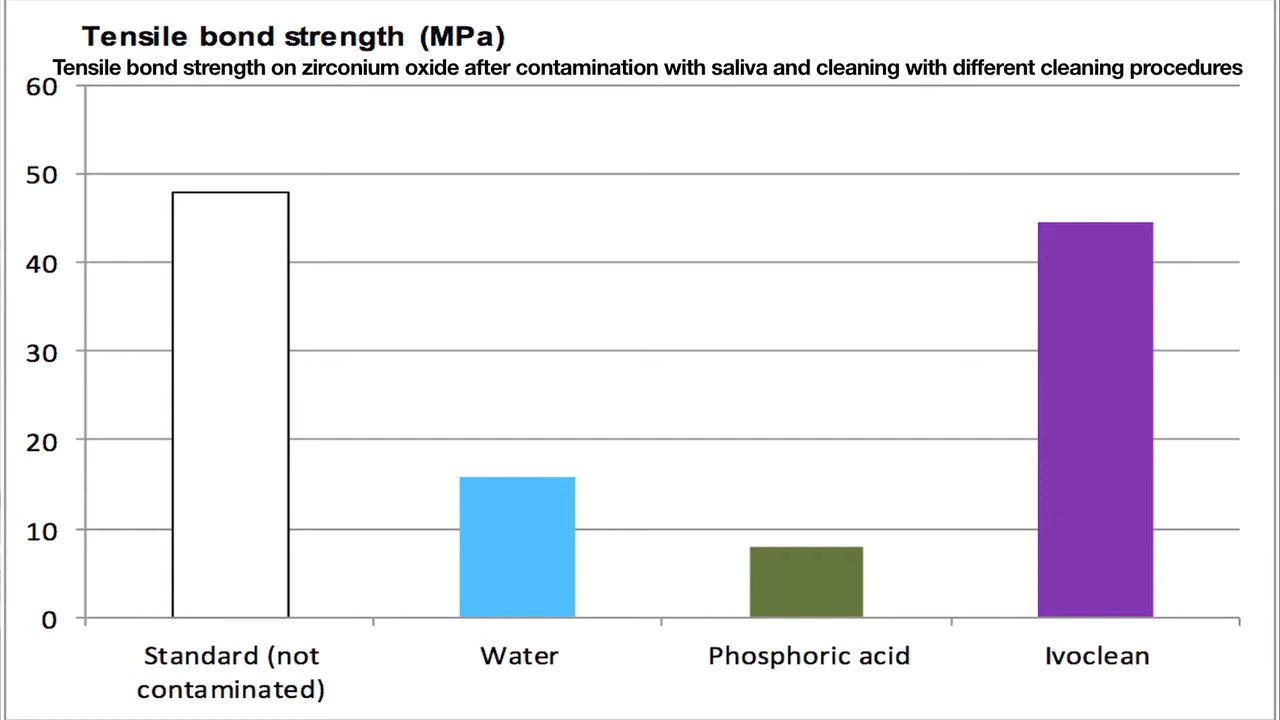 Tensile bond strength (MPa)
Tensile bond strength on zirconium oxide after contamination with saliva and cleaning with different cleaning procedures
60
50
40
30
20
10
0
Standard (not
contaminated)
Water
Phosphoric acid
Ivoclean